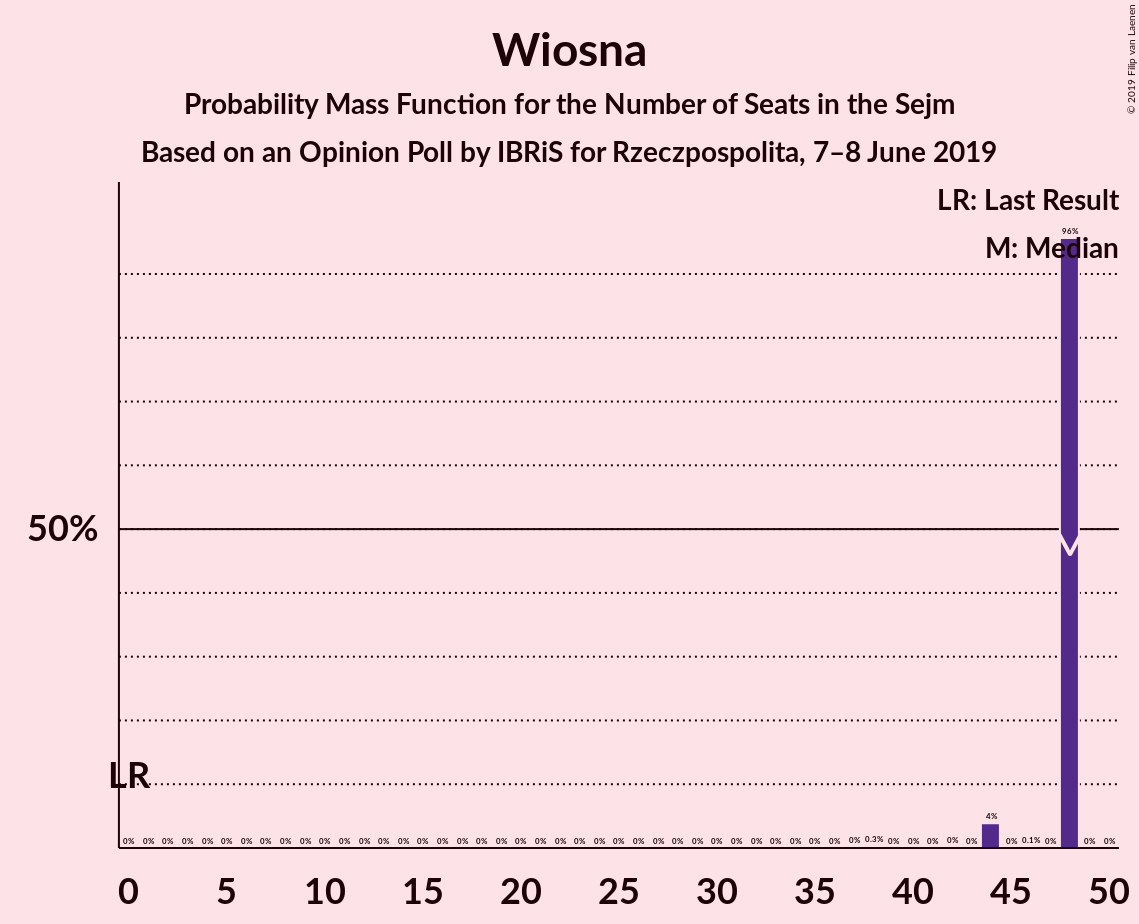 Wiosna
Probability Mass Function for the Number of Seats in the Sejm
Based on an Opinion Poll by IBRiS for Rzeczpospolita, 7–8 June 2019
© 2019 Filip van Laenen
LR: Last Result
M: Median
96%
50%
LR
4%
0% 0% 0% 0% 0% 0% 0% 0% 0% 0% 0% 0% 0% 0% 0% 0% 0% 0% 0% 0% 0% 0% 0% 0% 0% 0% 0% 0% 0% 0% 0% 0% 0% 0% 0% 0% 0% 0% 0.3% 0% 0% 0% 0% 0% 0% 0.1% 0% 0% 0%
0 5 10 15 20 25 30 35 40 45 50